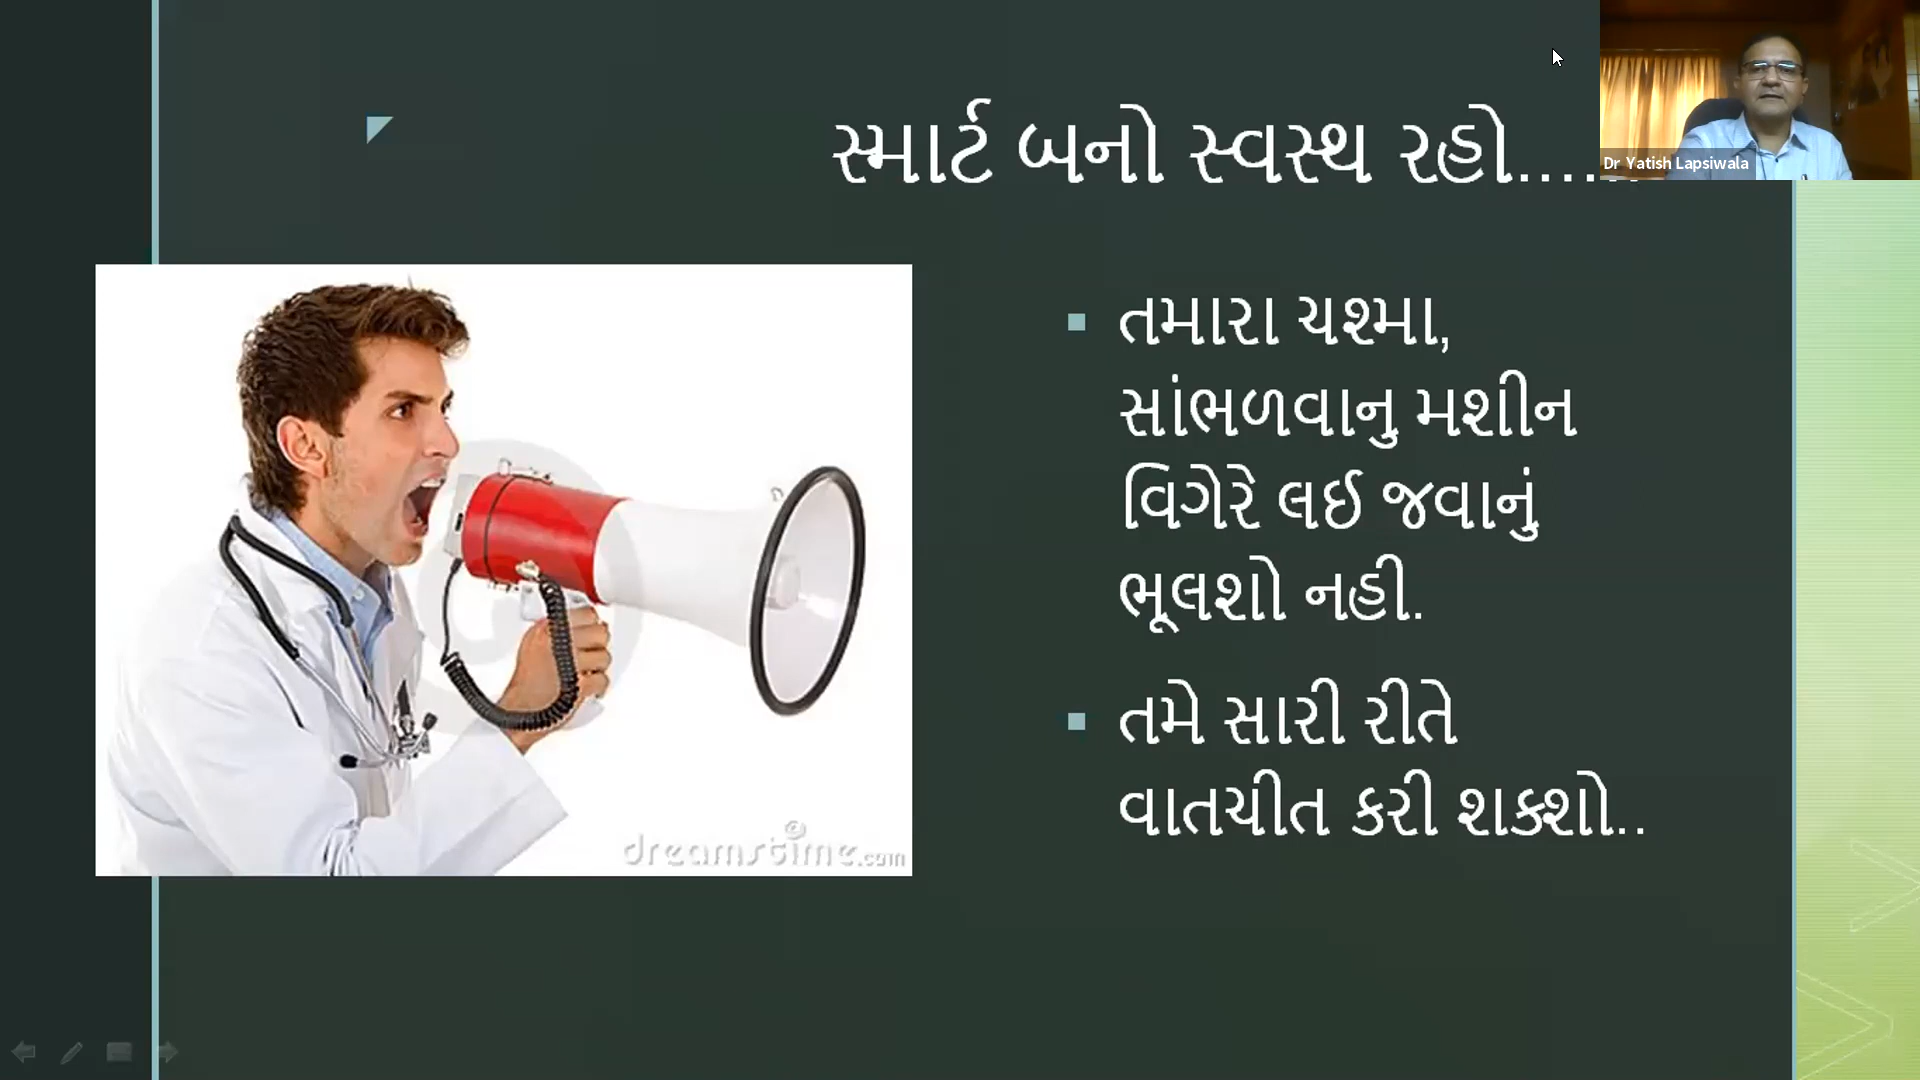 સ્માર્ટ બનો સ્વસ્થ રહો......
Dr Yatish Lapsiwala
તમારા ચશ્મા,
સાંભળવાનુ મશીન
વિગેરે લઈ જવાનું
ભૂલશો નહી.
તમે સારી રીતે
વાતચીત કરી શકશો..
dreamstime.com